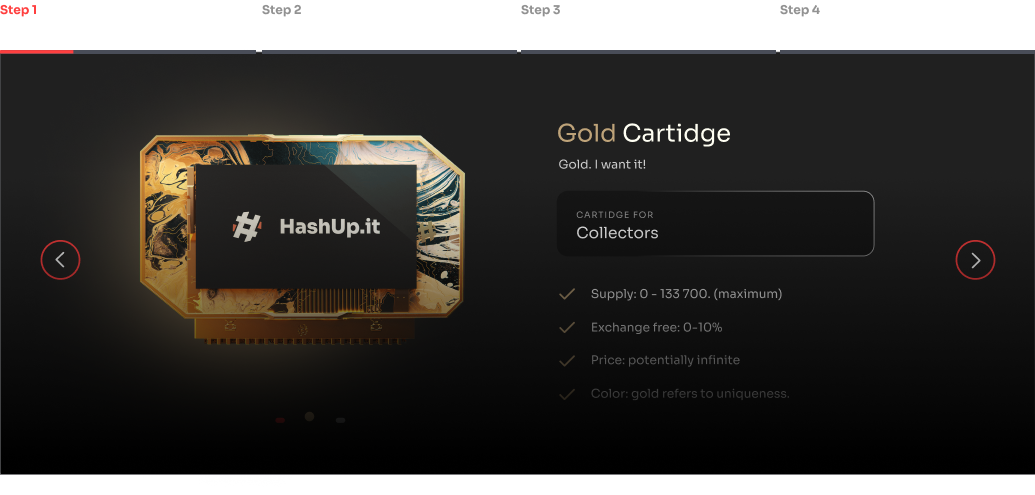 Step 1
Step 2
Step 3
Step 4
Gold Cartidge
Gold. I want it!
CARTIDGE FOR
Collectors
HashUp.it
Supply: 0 - 133 700. (maximum)
Exchange free: 0-10%
Price: potentially infinite
Color: gold refers to uniqueness.